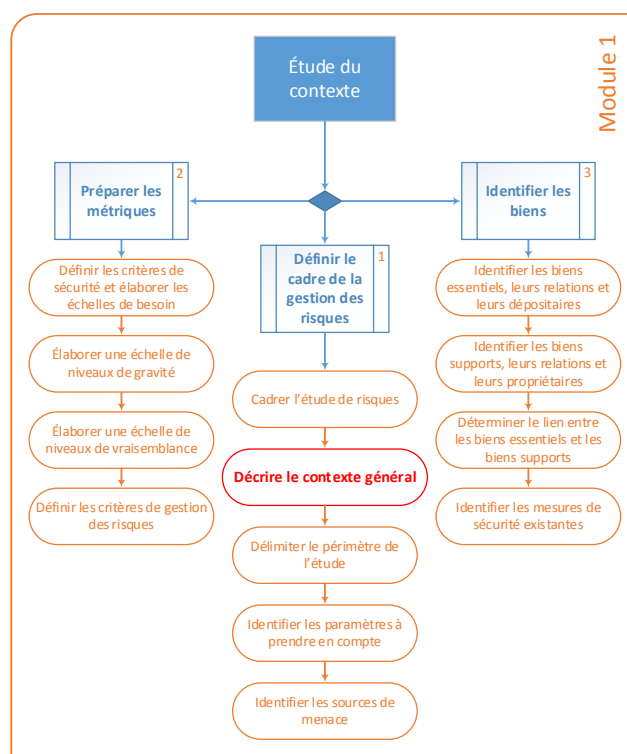 Module 1
Étude du
contexte
2
Préparer les
métriques
Définir les critères de
sécurité et élaborer les
échelles de besoin
Élaborer une échelle de
niveaux de gravité
Élaborer une échelle de
niveaux de vraisemblance
Définir les critères de gestion
des risques
1
Définir le
cadre de la
gestion des
risques
Cadrer l'étude de risques
Décrire le contexte général
Délimiter le périmètre de
l'étude
Identifier les paramètres à
prendre en compte
Identifier les sources de
menace
3
Identifier les
biens
Identifier les biens
essentiels, leurs relations et
leurs dépositaires
Identifier les biens
supports, leurs relations et
leurs propriétaires
Déterminer le lien entre
les biens essentiels et les
biens supports
Identifier les mesures de
sécurité existantes